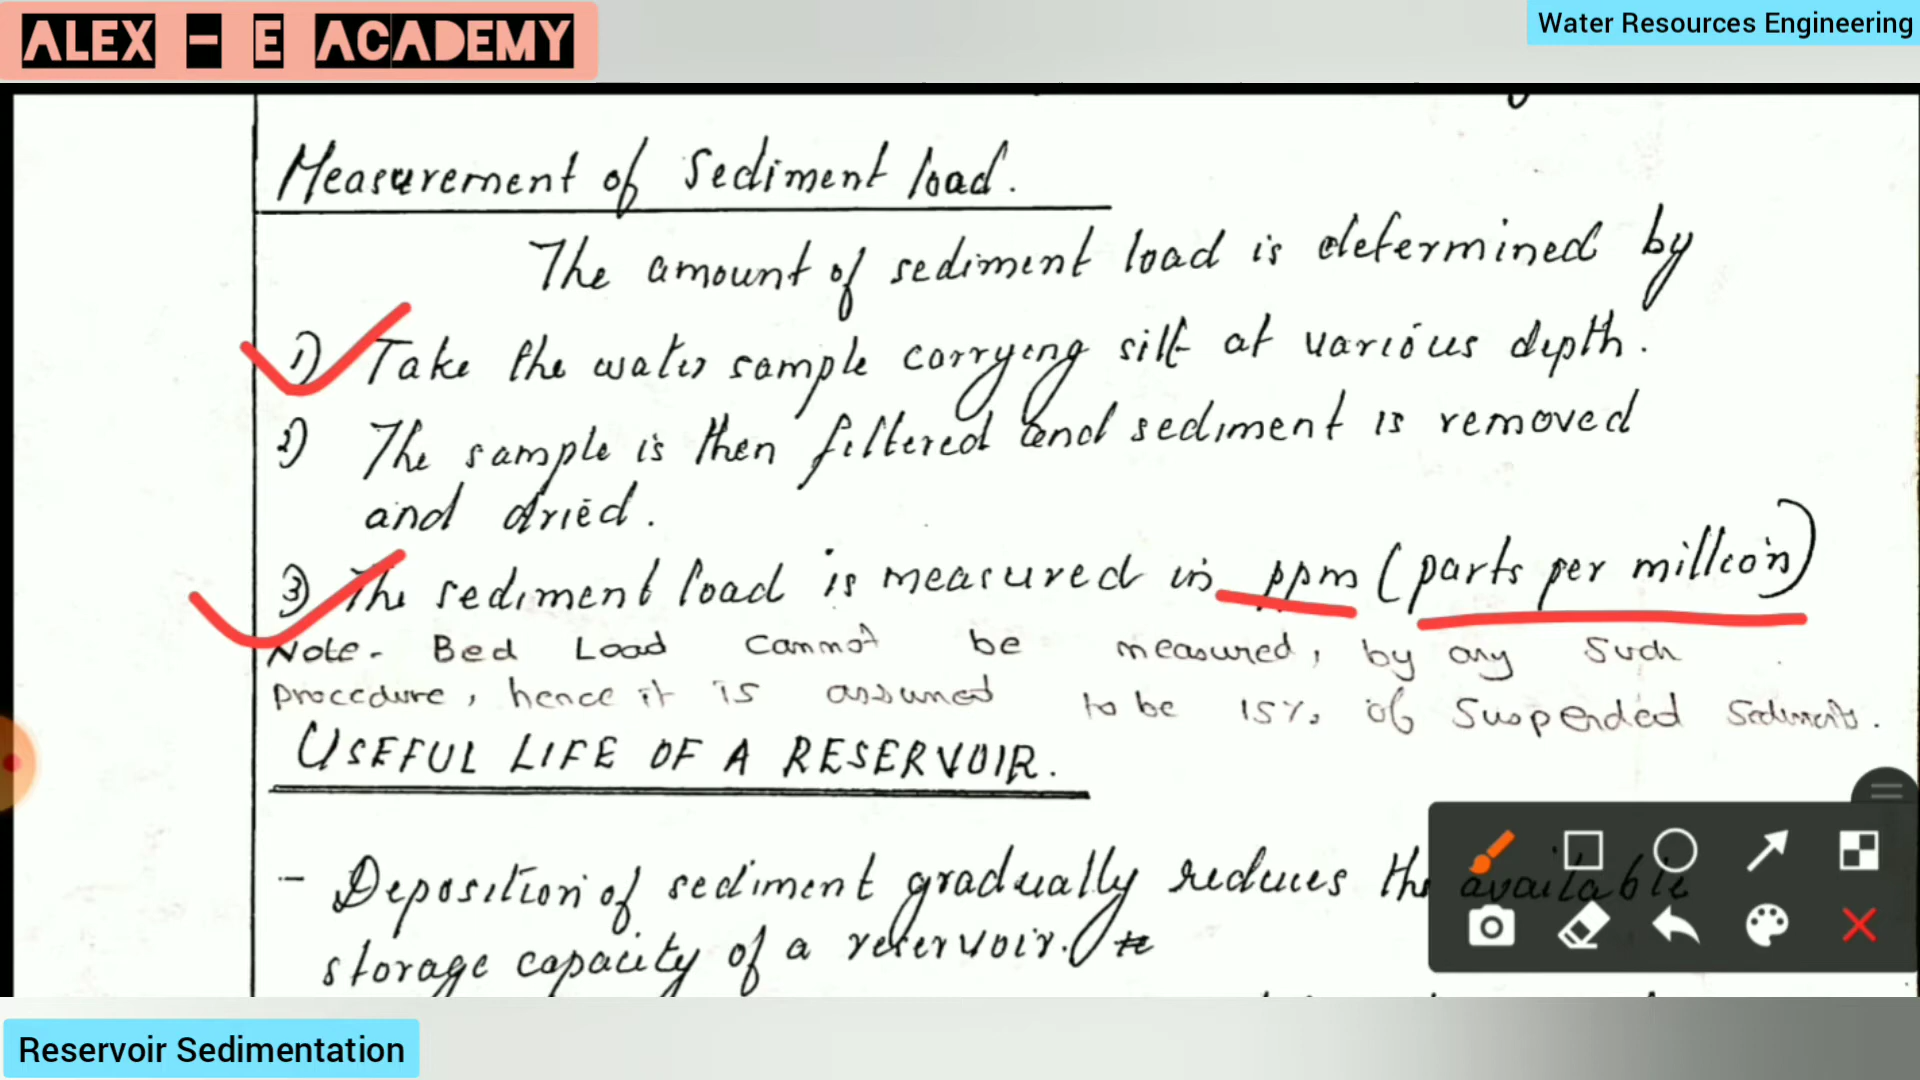 ALEX - E ACADEMY
Water Resources Engineering
Measurement of Sediment load.
The amount of sediment load is determined by
1) Take the water sample carrying silt at various depth.
2) The sample is then filtered and sediment is removed
and dried.
3) The sediment load is measured in ppm (parts per million)
Note - Bed Load cannot be measured, by any such
procedure, hence it is assumed to be 15% of suspended sediments.
USEFUL LIFE OF A RESERVOIR.
- Deposition of sediment gradually reduces the available
storage capacity of a reservoir.
Reservoir Sedimentation